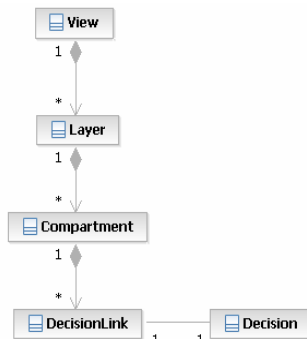 View
1
*
Layer
1
*
Compartment
1
*
DecisionLink
Decision
1
1